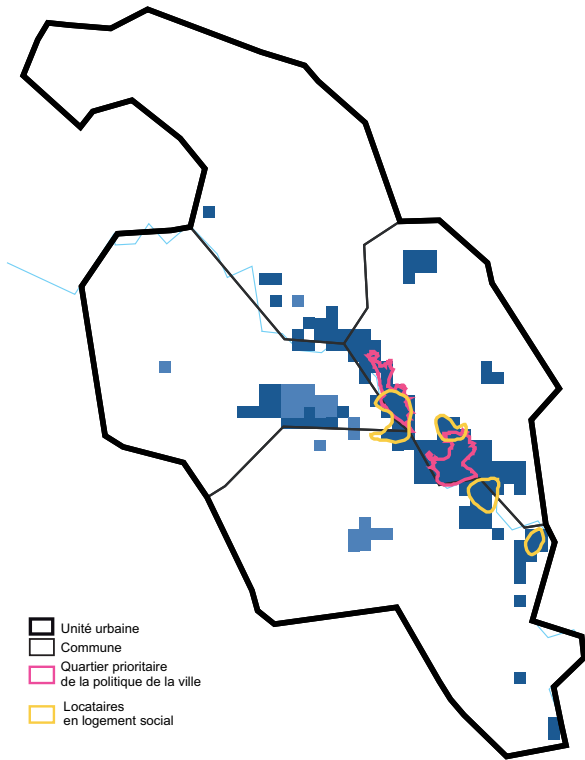 Unité urbaine
Commune
Quartier prioritaire
de la politique de la ville
Locataires
en logement social